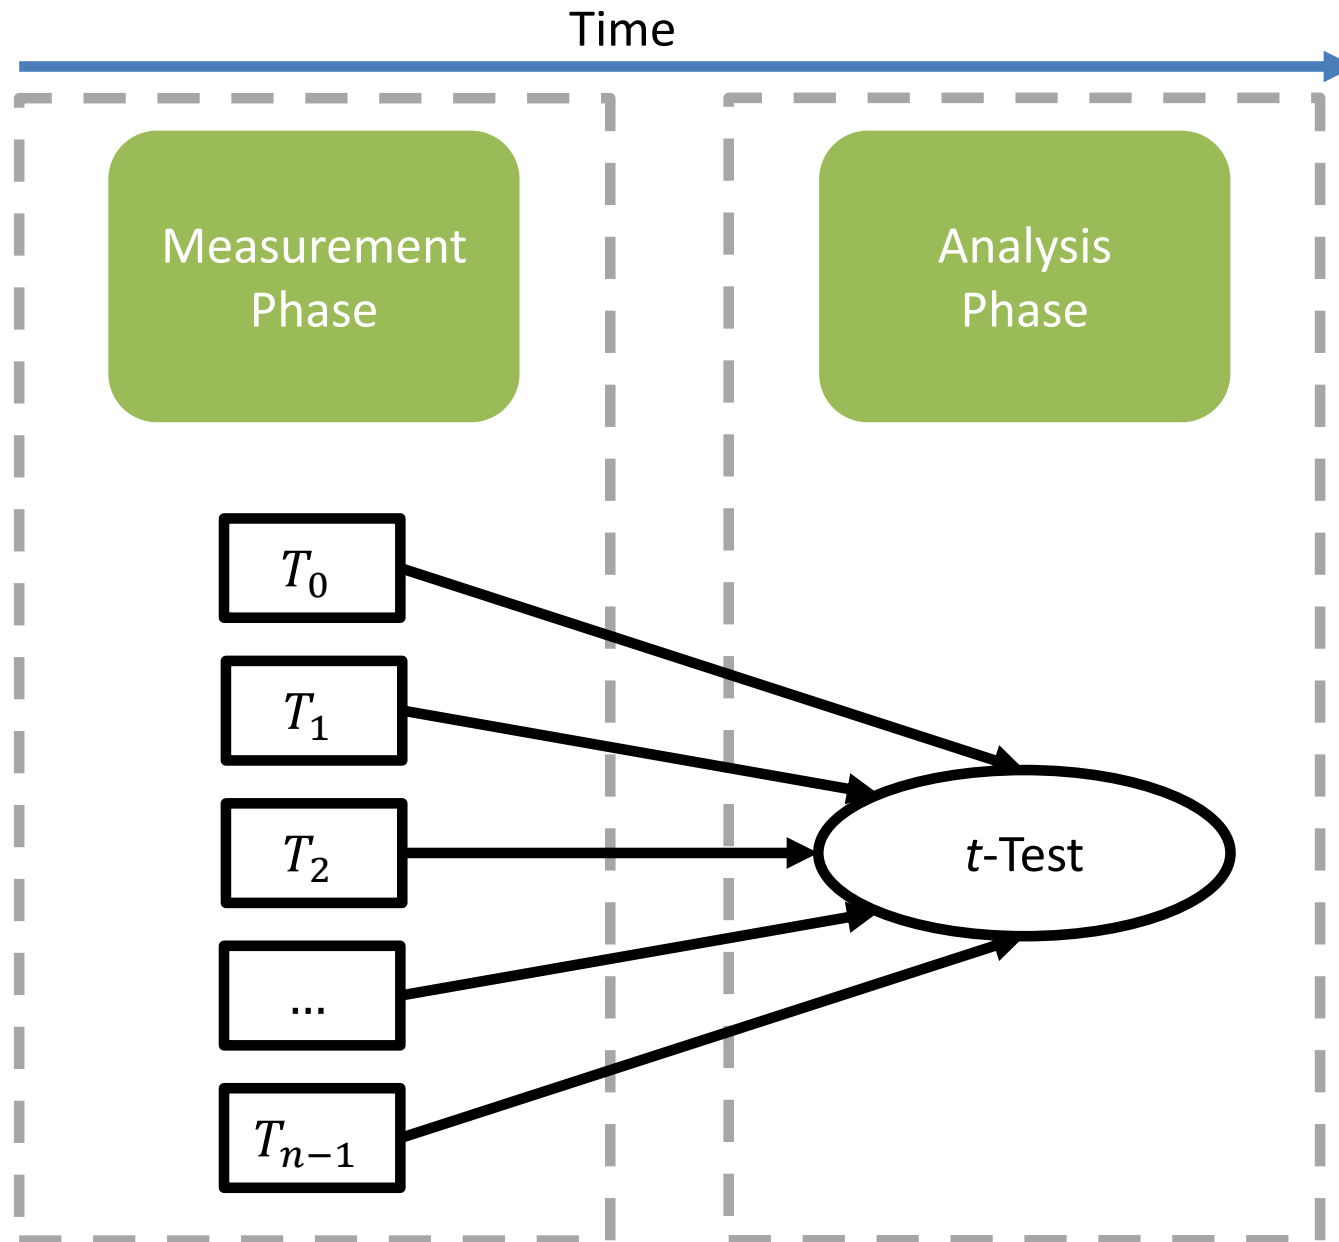 Time
Measurement
Phase
Analysis
Phase
T₀
T₁
T₂
t-Test
...
Tₙ₋₁